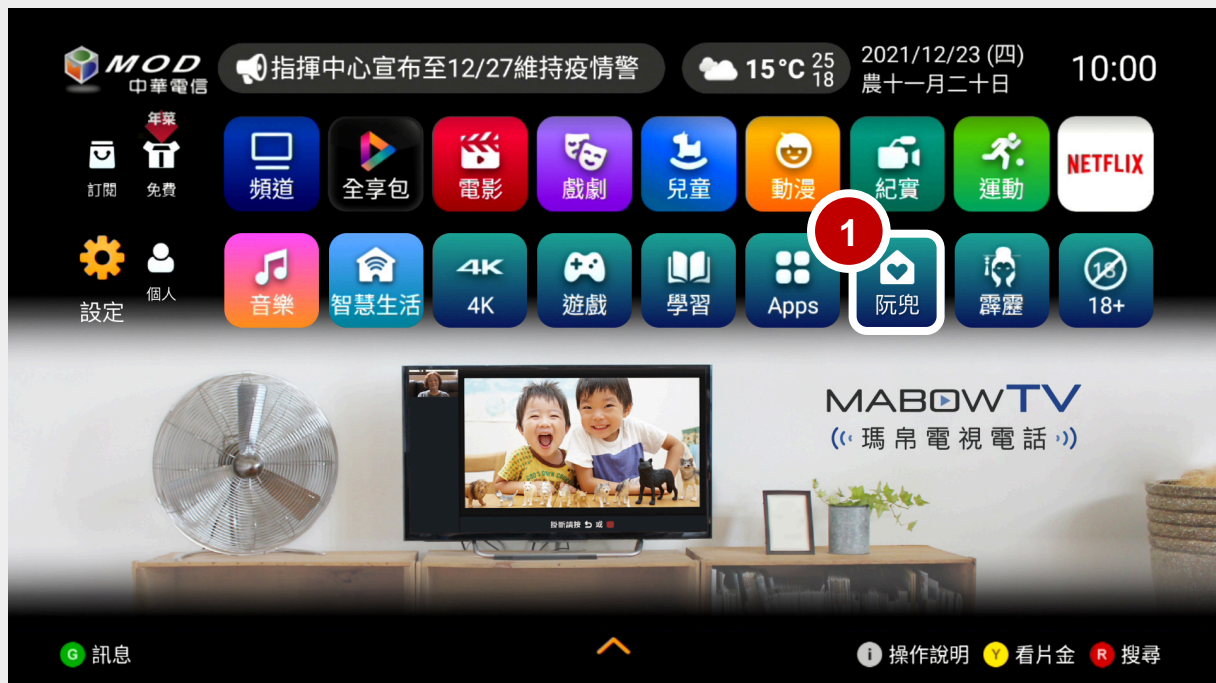 MOD
中華電信
指揮中心宣布至12/27維持疫情警
15°C 25 18
2021/12/23 (四)
農十一月二十日
10:00
年菜
訂閱 免費
頻道 全享包 電影 戲劇 兒童 動漫 紀實 運動 NETFLIX
1
設定 個人
音樂 智慧生活 4K 4K 遊戲 學習 Apps 阮兜 霹靂 18 18+
MABOWTV
瑪帛電視電話
掛斷請按 或
G 訊息
i 操作說明 Y 看片金 R 搜尋